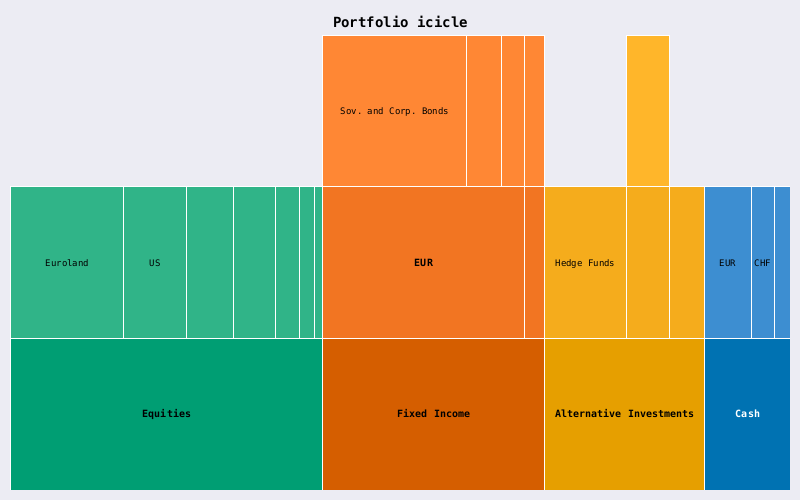 Portfolio icicle
Sov. and Corp. Bonds
Euroland
US
EUR
Hedge Funds
EUR
CHF
Equities
Fixed Income
Alternative Investments
Cash